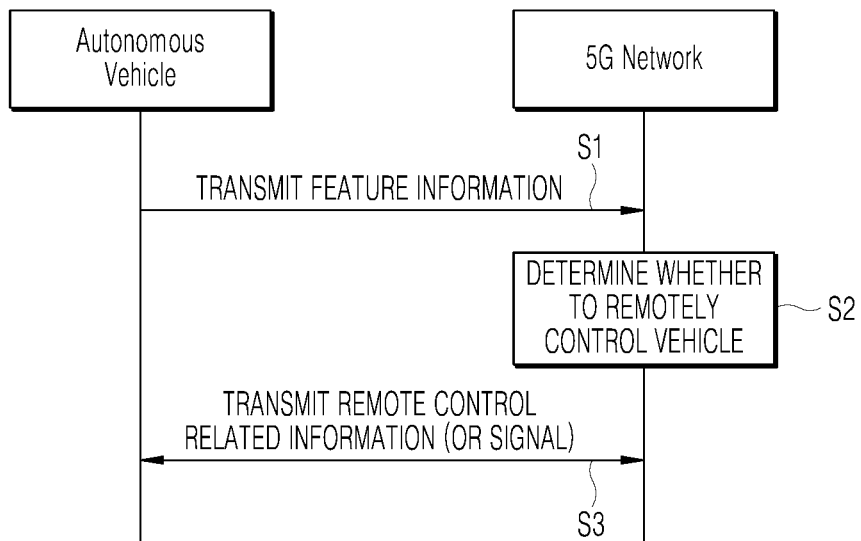 Autonomous
Vehicle
5G Network
S1
TRANSMIT FEATURE INFORMATION
DETERMINE WHETHER
TO REMOTELY
CONTROL VEHICLE
S2
TRANSMIT REMOTE CONTROL
RELATED INFORMATION (OR SIGNAL)
S3